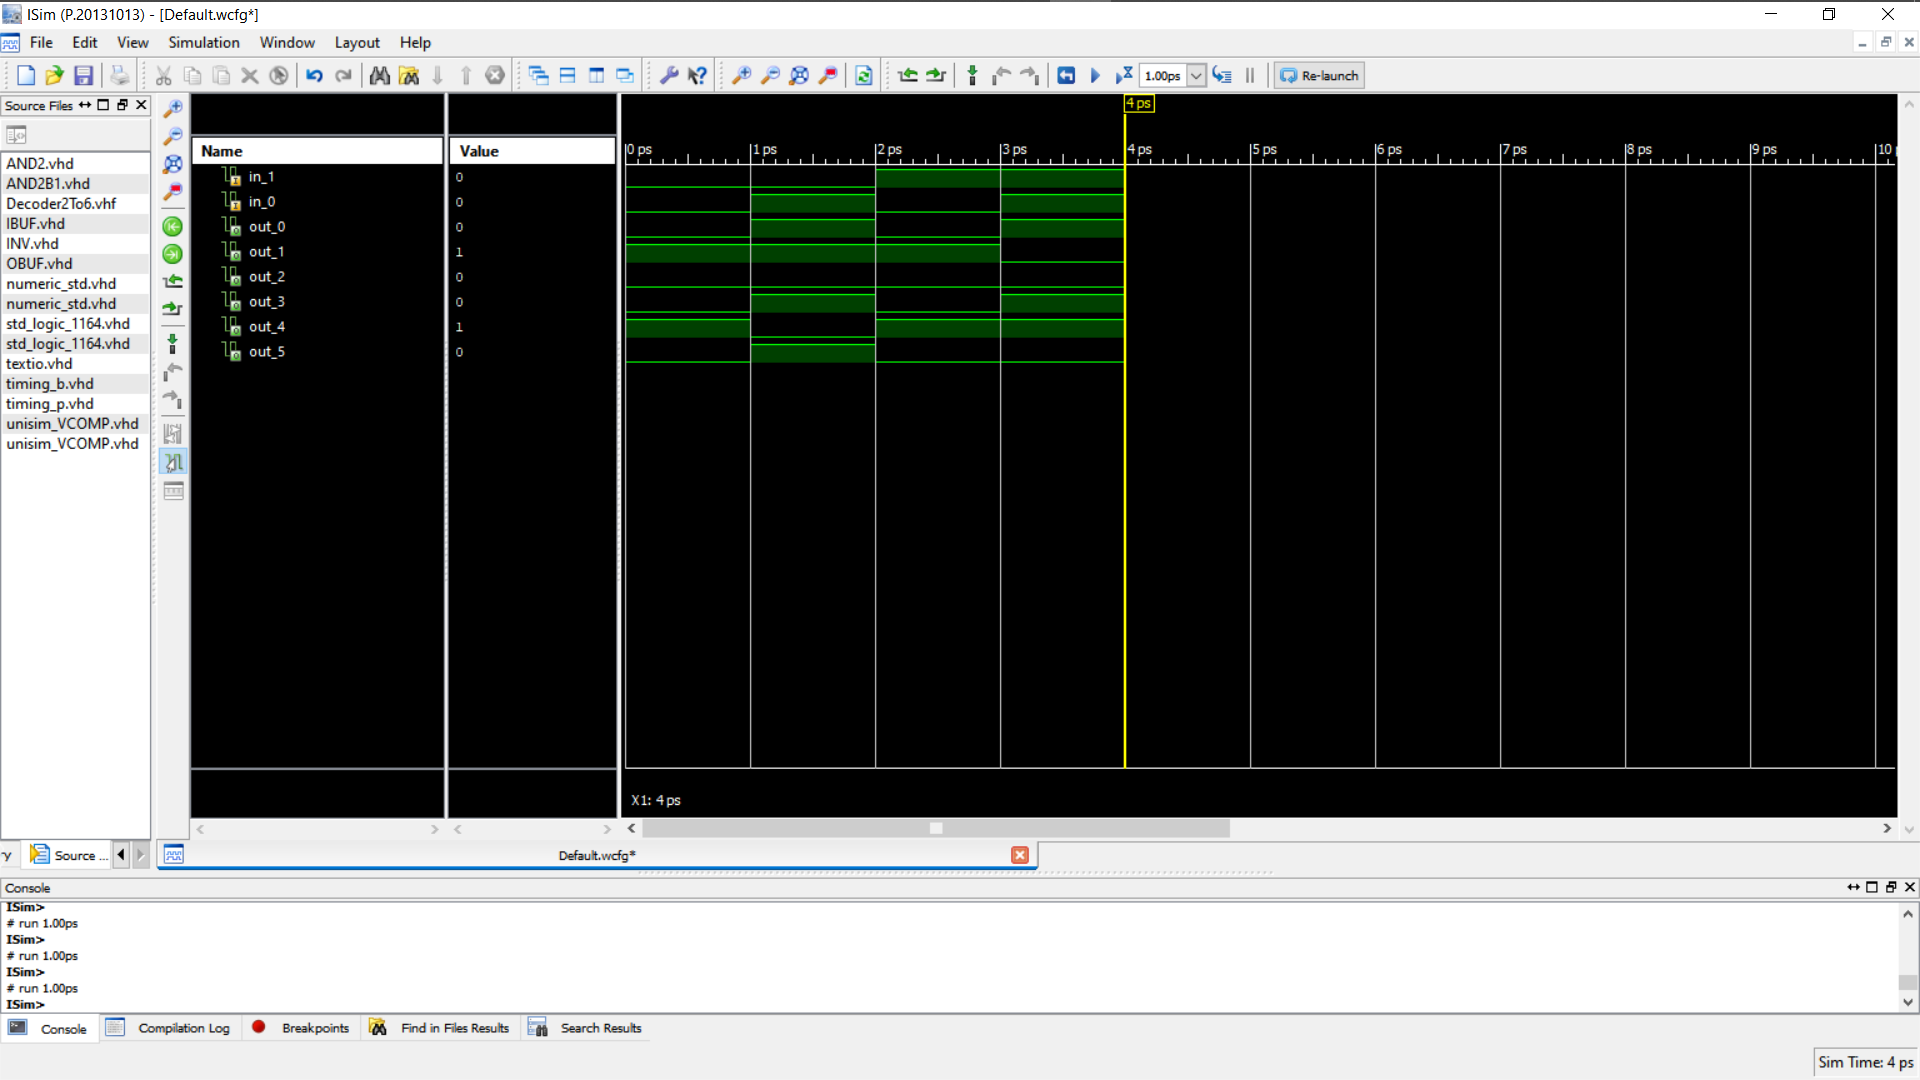 ISim (P.20131013) - [Default.wcfg*]
File Edit View Simulation Window Layout Help
1.00ps Re-launch
Source Files
AND2.vhd
AND2B1.vhd
Decoder2To6.vhf
IBUF.vhd
INV.vhd
OBUF.vhd
numeric_std.vhd
numeric_std.vhd
std_logic_1164.vhd
std_logic_1164.vhd
textio.vhd
timing_b.vhd
timing_p.vhd
unisim_VCOMP.vhd
unisim_VCOMP.vhd
Name Value
in_1 0
in_0 0
out_0 0
out_1 1
out_2 0
out_3 0
out_4 1
out_5 0
4 ps
0 ps 1 ps 2 ps 3 ps 4 ps 5 ps 6 ps 7 ps 8 ps 9 ps 10
X1: 4 ps
y Source ... Default.wcfg*
Console
ISim>
# run 1.00ps
ISim>
# run 1.00ps
ISim>
# run 1.00ps
ISim>
Console Compilation Log Breakpoints Find in Files Results Search Results
Sim Time: 4 ps